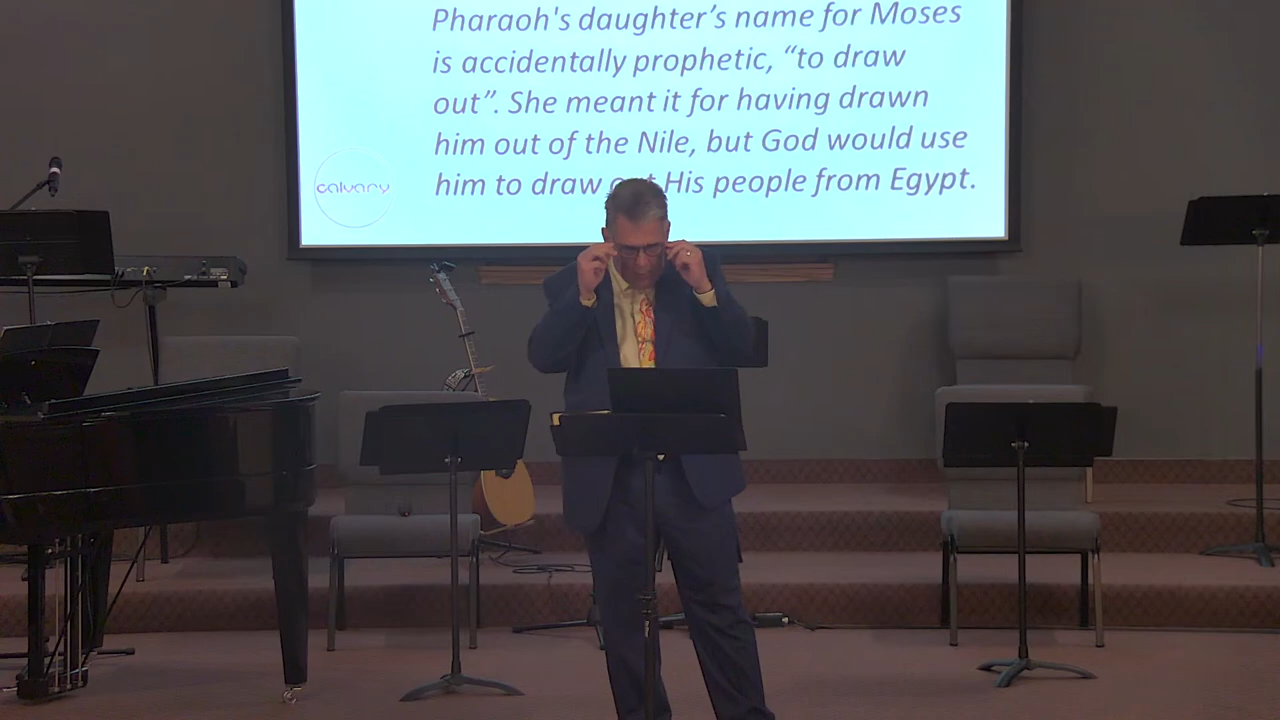 Pharaoh's daughter’s name for Moses
is accidentally prophetic, “to draw
out”. She meant it for having drawn
him out of the Nile, but God would use
him to draw out His people from Egypt.
calvary